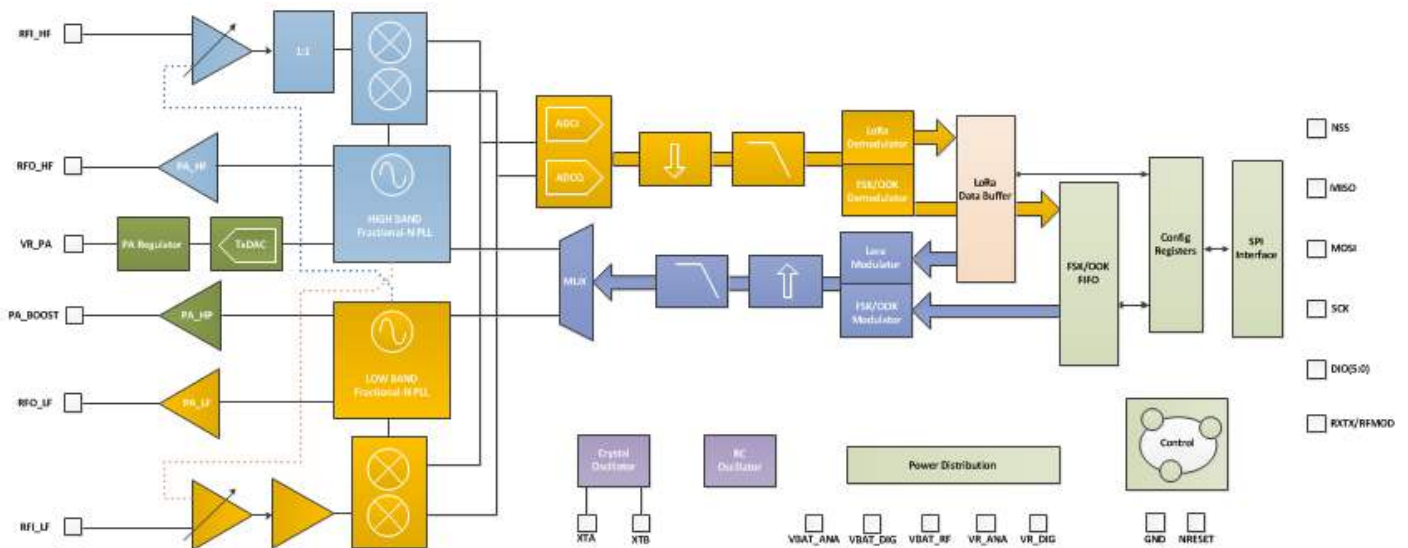 RFI_HF
1:1
RFO_HF
PA_HF
HIGH BAND
Fractional-N PLL
VR_PA
PA Regulator
TxDAC
PA_BOOST
PA_HP
LOW BAND
Fractional-N PLL
RFO_LF
PA_LF
RFI_LF
ADCI
ADCQ
MUX
LoRa
Demodulator
FSK/OOK
Demodulator
Lora
Modulator
FSK/OOK
Modulator
LoRa
Data Buffer
FSK/OOK
FIFO
Config
Registers
SPI
Interface
NSS
MISO
MOSI
SCK
DIO(5:0)
RXTX/RFMOD
Crystal
Oscillator
RC
Oscillator
Power Distribution
Control
XTA
XTB
VBAT_ANA
VBAT_DIG
VBAT_RF
VR_ANA
VR_DIG
GND
NRESET